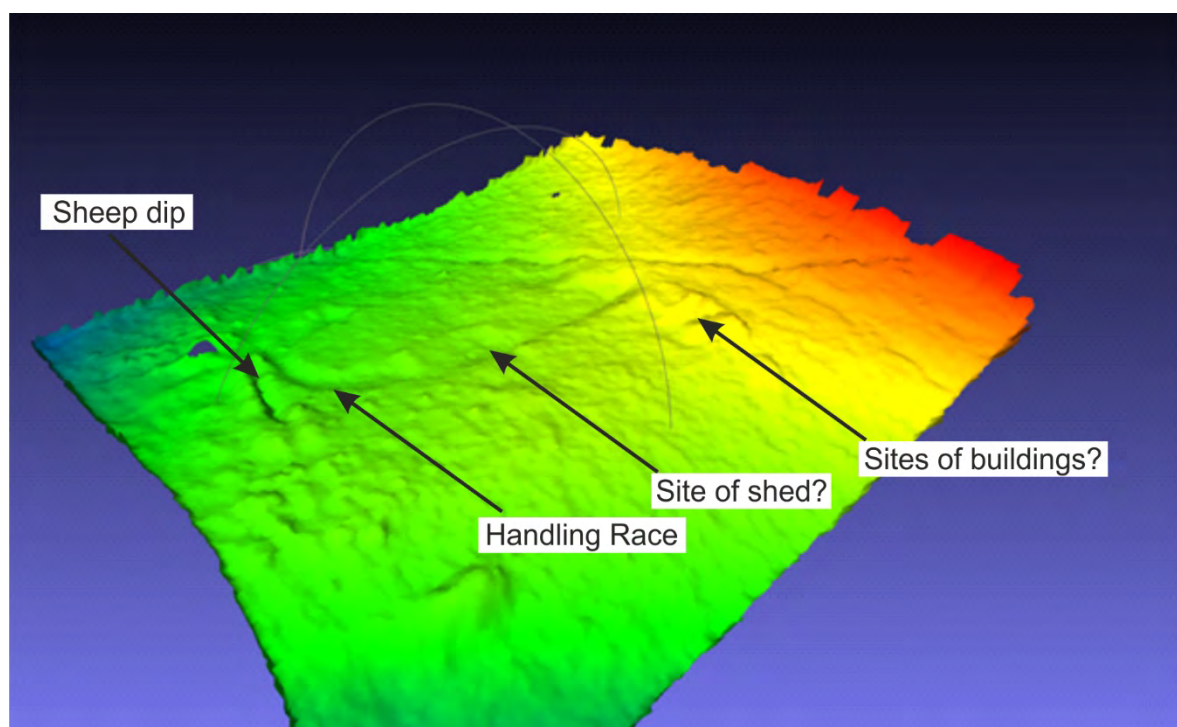 Sheep dip
Sites of buildings?
Site of shed?
Handling Race